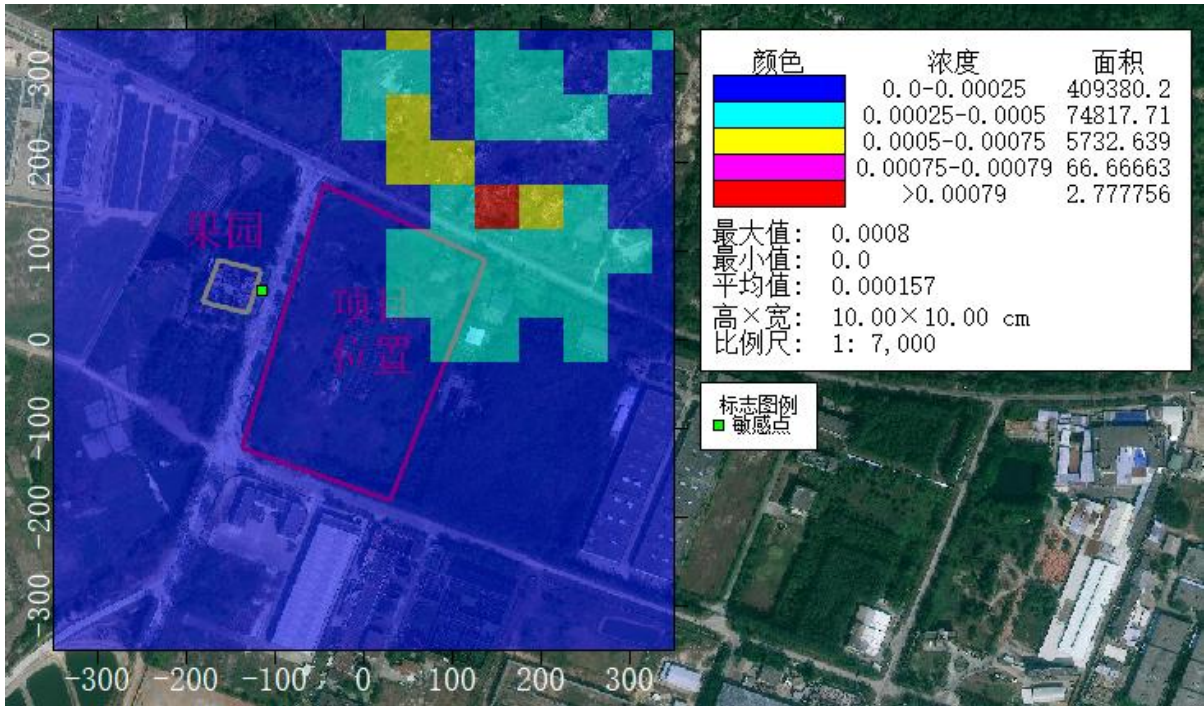 颜色 浓度 面积
0.0-0.00025 409380.2
0.00025-0.0005 74817.71
0.0005-0.00075 5732.639
0.00075-0.00079 66.66663
>0.00079 2.777756
最大值: 0.0008
最小值: 0.0
平均值: 0.000157
高×宽: 10.00×10.00 cm
比例尺: 1: 7,000
标志图例
敏感点
果园
项目
位置
300
200
100
0
-100
-200
-300
-300 -200 -100 0 100 200 300